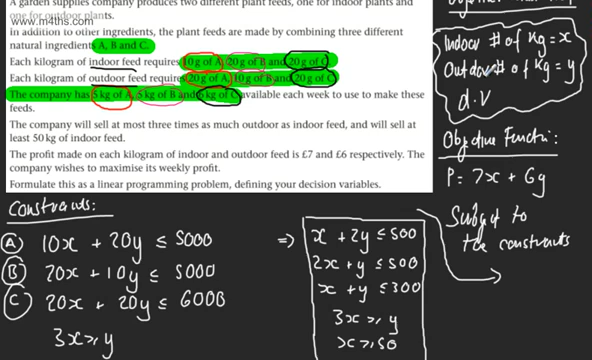 A garden supplies company produces two different plant feeds, one for indoor plants and
one for outdoor plants.
www.m4ths.com
In addition to other ingredients, the plant feeds are made by combining three different
natural ingredients A, B and C.
Each kilogram of indoor feed requires 10 g of A, 20 g of B and 20 g of C.
Each kilogram of outdoor feed requires 20 g of A, 10 g of B and 20 g of C.
The company has 5 kg of A, 5 kg of B and 6 kg of C available each week to use to make these
feeds.
The company will sell at most three times as much outdoor as indoor feed, and will sell at
least 50 kg of indoor feed.
The profit made on each kilogram of indoor and outdoor feed is £7 and £6 respectively. The
company wishes to maximise its weekly profit.
Formulate this as a linear programming problem, defining your decision variables.
Indoor # of Kg = x
Outdoor # of Kg = y
d.V
Objective Functi:
P = 7x + 6y
Subject to
the constraints
Constraints:
A 10x + 20y ≤ 5000
B 20x + 10y ≤ 5000
C 20x + 20y ≤ 6000
3x ≥ y
=> x + 2y ≤ 500
2x + y ≤ 500
x + y ≤ 300
3x ≥ y
x ≥ 50